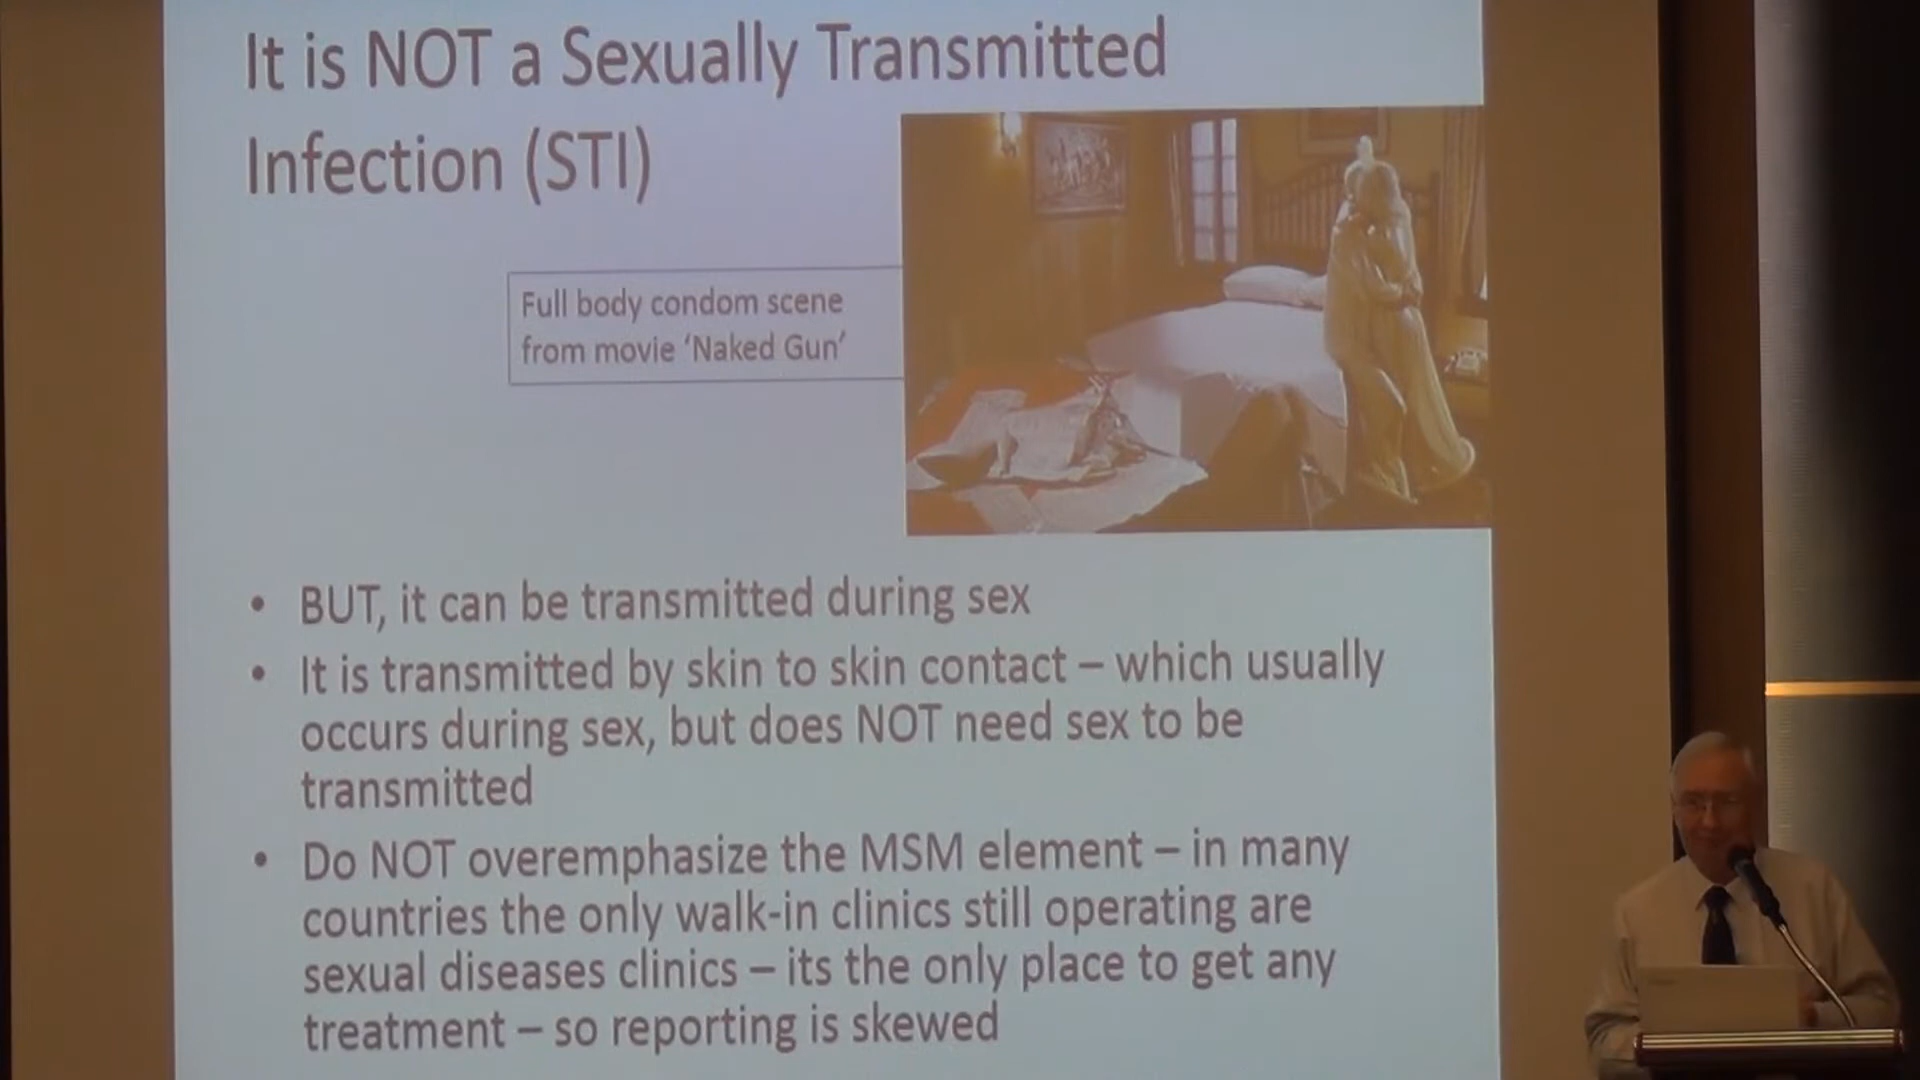 It is NOT a Sexually Transmitted
Infection (STI)
Full body condom scene
from movie ‘Naked Gun’
• BUT, it can be transmitted during sex
• It is transmitted by skin to skin contact – which usually
occurs during sex, but does NOT need sex to be
transmitted
• Do NOT overemphasize the MSM element – in many
countries the only walk-in clinics still operating are
sexual diseases clinics – its the only place to get any
treatment – so reporting is skewed